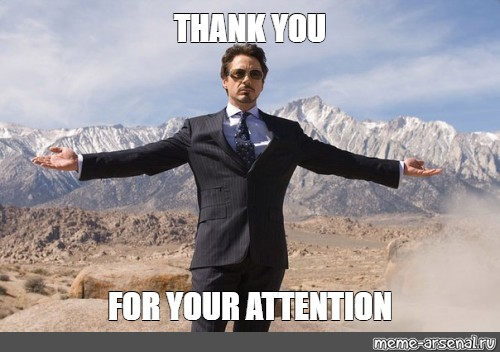 THANK YOU
FOR YOUR ATTENTION
meme-arsenal.ru